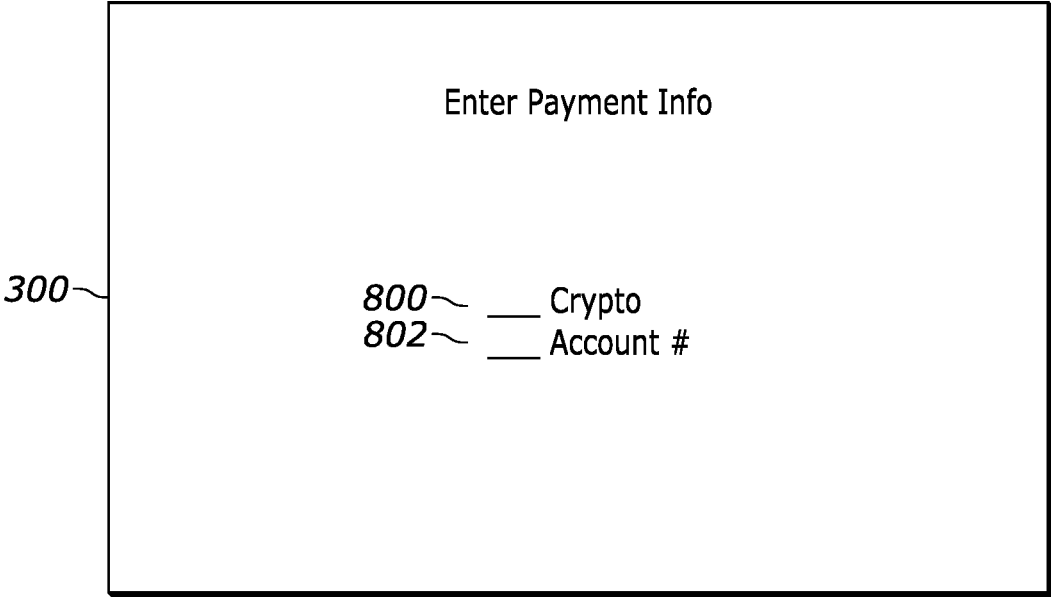 Enter Payment Info
300
800 ___ Crypto
802 ___ Account #